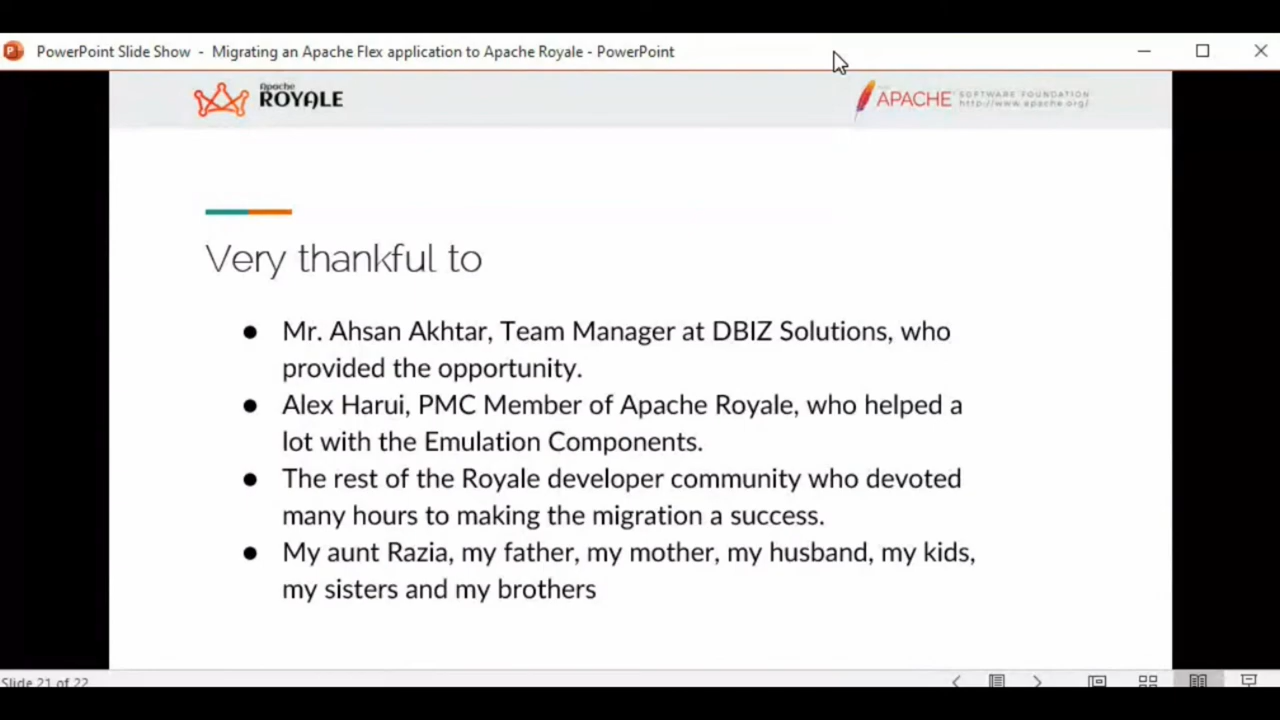 PowerPoint Slide Show - Migrating an Apache Flex application to Apache Royale - PowerPoint
Apache
ROYALE
APACHE
SOFTWARE FOUNDATION
http://www.apache.org/
Very thankful to
● Mr. Ahsan Akhtar, Team Manager at DBIZ Solutions, who
provided the opportunity.
● Alex Harui, PMC Member of Apache Royale, who helped a
lot with the Emulation Components.
● The rest of the Royale developer community who devoted
many hours to making the migration a success.
● My aunt Razia, my father, my mother, my husband, my kids,
my sisters and my brothers
Slide 21 of 22